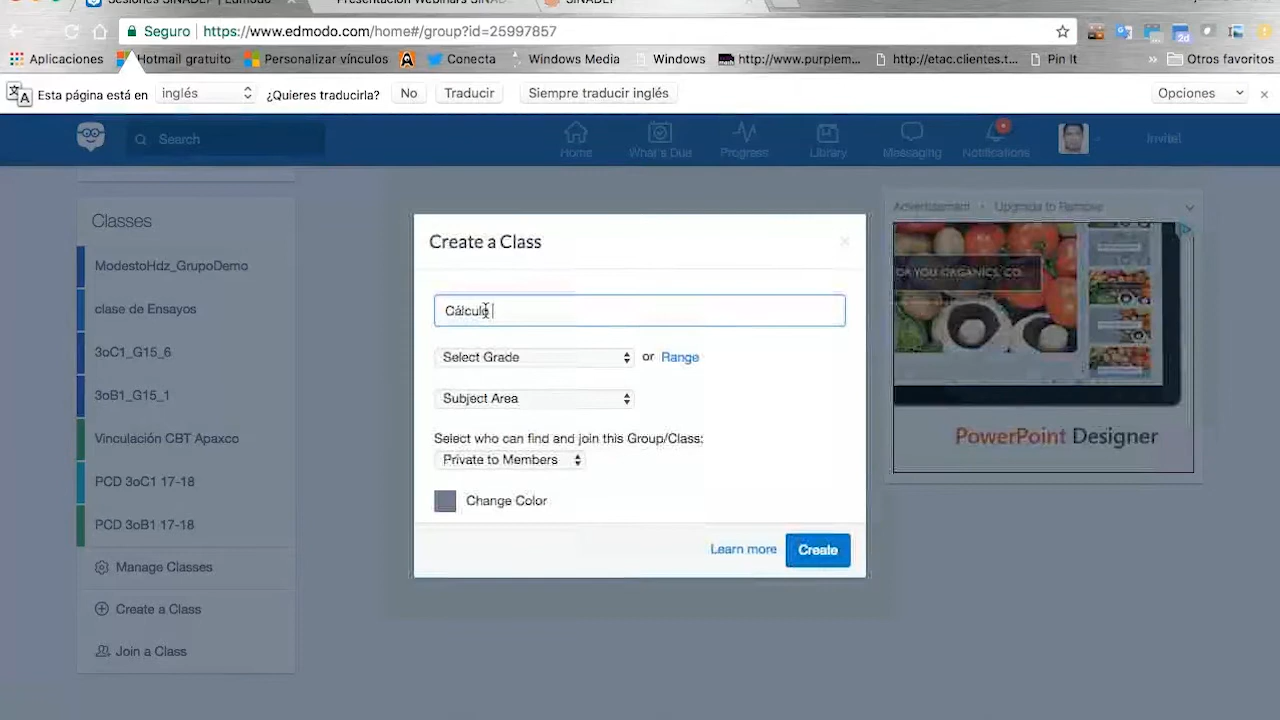 Sesiones SINADEP | Edmodo
Presentación Webinars SINAD
SINADEP
Seguro https://www.edmodo.com/home#/group?id=25997857
Aplicaciones Hotmail gratuito Personalizar vínculos Conecta Windows Media Windows http://www.purplem... http://etac.clientes.t... Pin It » Otros favoritos
Esta página está en inglés ¿Quieres traducirla? No Traducir Siempre traducir inglés Opciones
Search
Home What's Due Progress Library Messaging Notifications Invite!
Classes
ModestoHdz_GrupoDemo
clase de Ensayos
3oC1_G15_6
3oB1_G15_1
Vinculación CBT Apaxco
PCD 3oC1 17-18
PCD 3oB1 17-18
Manage Classes
Create a Class
Join a Class
Create a Class
Cálculo
Select Grade or Range
Subject Area
Select who can find and join this Group/Class:
Private to Members
Change Color
Learn more Create
Advertisement • Upgrade to Remove
OR YOU ORGANICS, CO.
PowerPoint Designer